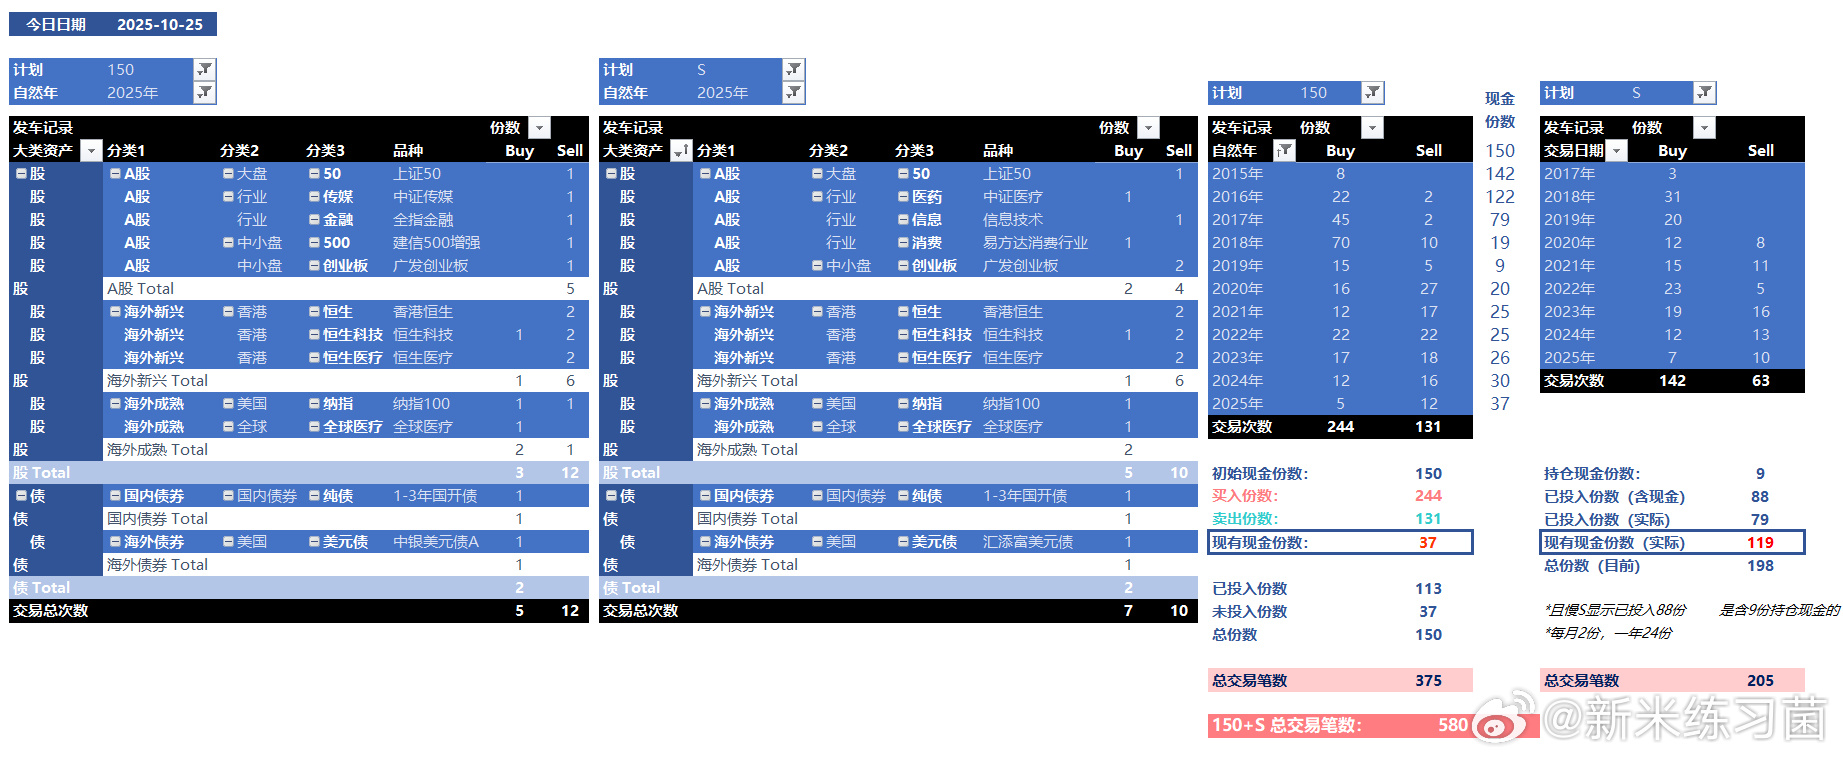 今日日期 2025-10-25
计划 150
自然年 2025年
发车记录 份数
大类资产 分类1 分类2 分类3 品种 Buy Sell
股 A股 大盘 50 上证50 1
股 A股 行业 传媒 中证传媒 1
股 A股 行业 金融 全指金融 1
股 A股 中小盘 500 建信500增强 1
股 A股 中小盘 创业板 广发创业板 1
股 A股 Total 5
股 海外新兴 香港 恒生 香港恒生 2
股 海外新兴 香港 恒生科技 恒生科技 1 2
股 海外新兴 香港 恒生医疗 恒生医疗 2
股 海外新兴 Total 1 6
股 海外成熟 美国 纳指 纳指100 1 1
股 海外成熟 全球 全球医疗 全球医疗 1
股 海外成熟 Total 2 1
股 Total 3 12
债 国内债券 国内债券 纯债 1-3年国开债 1
债 国内债券 Total 1
债 海外债券 美国 美元债 中银美元债A 1
债 海外债券 Total 1
债 Total 2
交易总次数 5 12
计划 S
自然年 2025年
发车记录 份数
大类资产 分类1 分类2 分类3 品种 Buy Sell
股 A股 大盘 50 上证50 1
股 A股 行业 医药 中证医疗 1
股 A股 行业 信息 信息技术 1
股 A股 行业 消费 易方达消费行业 1
股 A股 中小盘 创业板 广发创业板 2
股 A股 Total 2 4
股 海外新兴 香港 恒生 香港恒生 2
股 海外新兴 香港 恒生科技 恒生科技 1 2
股 海外新兴 香港 恒生医疗 恒生医疗 2
股 海外新兴 Total 1 6
股 海外成熟 美国 纳指 纳指100 1
股 海外成熟 全球 全球医疗 全球医疗 1
股 海外成熟 Total 2
股 Total 5 10
债 国内债券 国内债券 纯债 1-3年国开债 1
债 国内债券 Total 1
债 海外债券 美国 美元债 汇添富美元债 1
债 海外债券 Total 1
债 Total 2
交易总次数 7 10
计划 150
发车记录 份数
自然年 Buy Sell
2015年 8
2016年 22 2
2017年 45 2
2018年 70 10
2019年 15 5
2020年 16 27
2021年 12 17
2022年 22 22
2023年 17 18
2024年 12 16
2025年 5 12
交易次数 244 131
现金
份数
150
142
122
79
19
9
20
25
25
26
30
37
初始现金份数： 150
买入份数： 244
卖出份数： 131
现有现金份数： 37
已投入份数 113
未投入份数 37
总份数 150
总交易笔数 375
150+S 总交易笔数： 580
计划 S
发车记录 份数
交易日期 Buy Sell
2017年 3
2018年 31
2019年 20
2020年 12 8
2021年 15 11
2022年 23 5
2023年 19 16
2024年 12 13
2025年 7 10
交易次数 142 63
持仓现金份数： 9
已投入份数（含现金） 88
已投入份数（实际） 79
现有现金份数（实际） 119
总份数（目前） 198
*且慢S显示已投入88份 是含9份持仓现金的
*每月2份，一年24份
总交易笔数 205
@新米练习菌